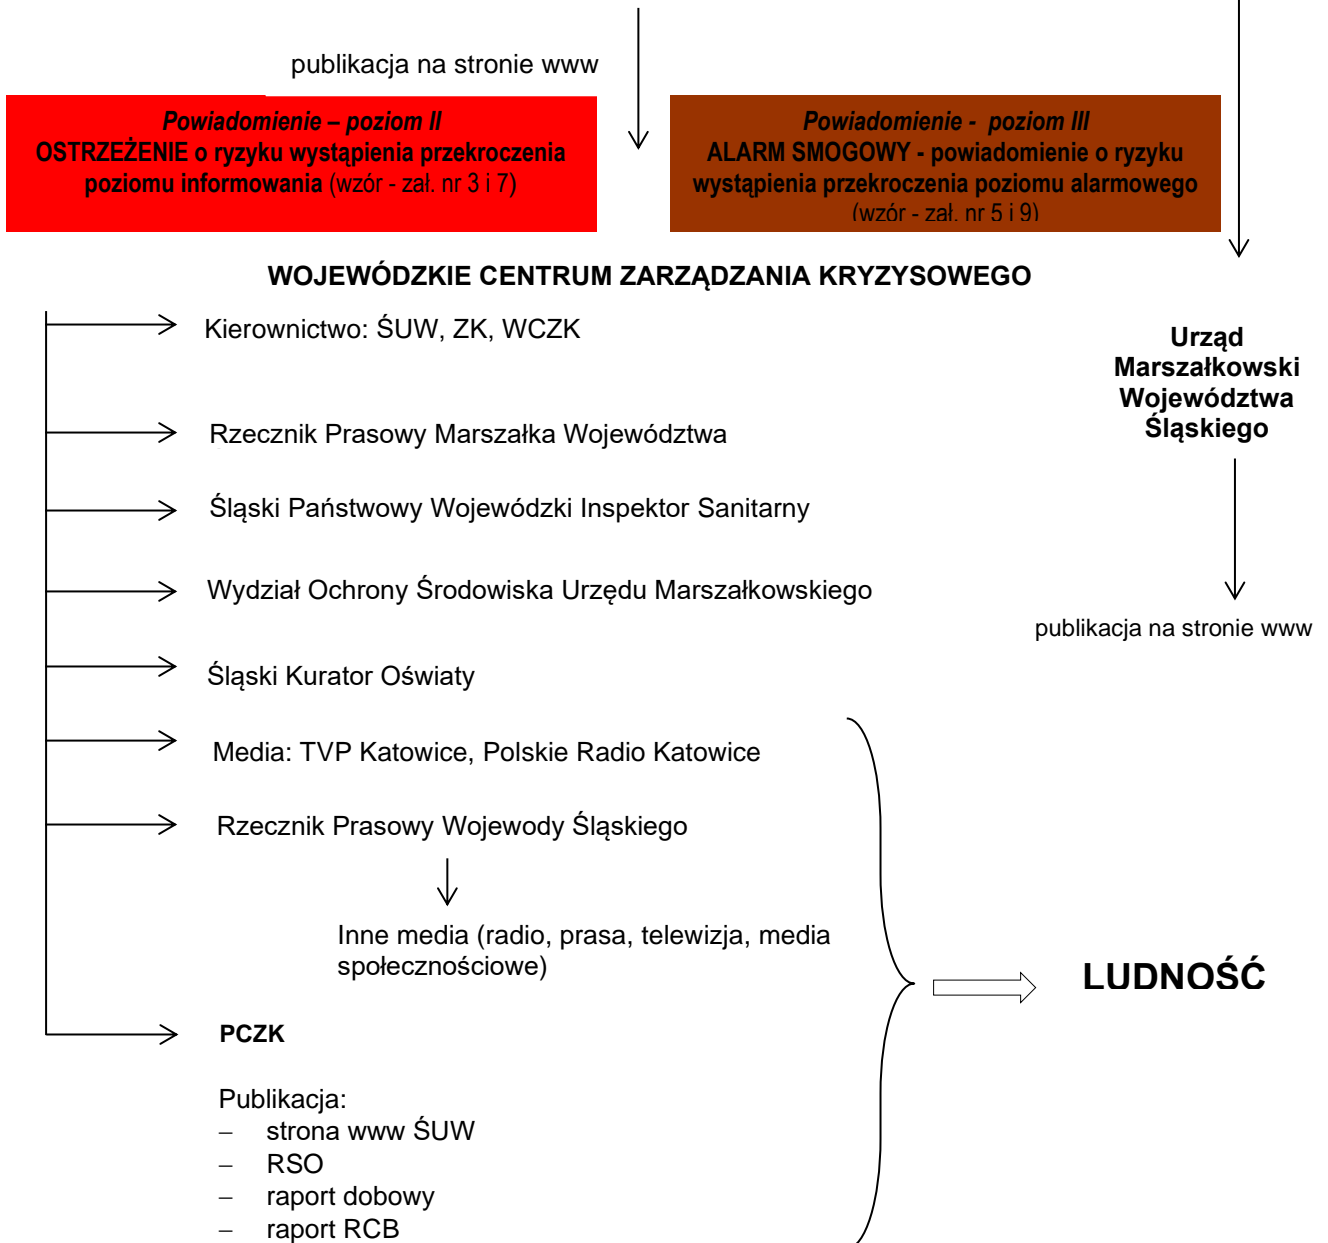 publikacja na stronie www
Powiadomienie – poziom II
OSTRZEŻENIE o ryzyku wystąpienia przekroczenia
poziomu informowania (wzór - zał. nr 3 i 7)
Powiadomienie - poziom III
ALARM SMOGOWY - powiadomienie o ryzyku
wystąpienia przekroczenia poziomu alarmowego
(wzór - zał. nr 5 i 9)
WOJEWÓDZKIE CENTRUM ZARZĄDZANIA KRYZYSOWEGO
Kierownictwo: ŚUW, ZK, WCZK
Rzecznik Prasowy Marszałka Województwa
Śląski Państwowy Wojewódzki Inspektor Sanitarny
Wydział Ochrony Środowiska Urzędu Marszałkowskiego
Śląski Kurator Oświaty
Media: TVP Katowice, Polskie Radio Katowice
Rzecznik Prasowy Wojewody Śląskiego
Inne media (radio, prasa, telewizja, media
społecznościowe)
PCZK
Publikacja:
– strona www ŚUW
– RSO
– raport dobowy
– raport RCB
Urząd
Marszałkowski
Województwa
Śląskiego
publikacja na stronie www
LUDNOŚĆ